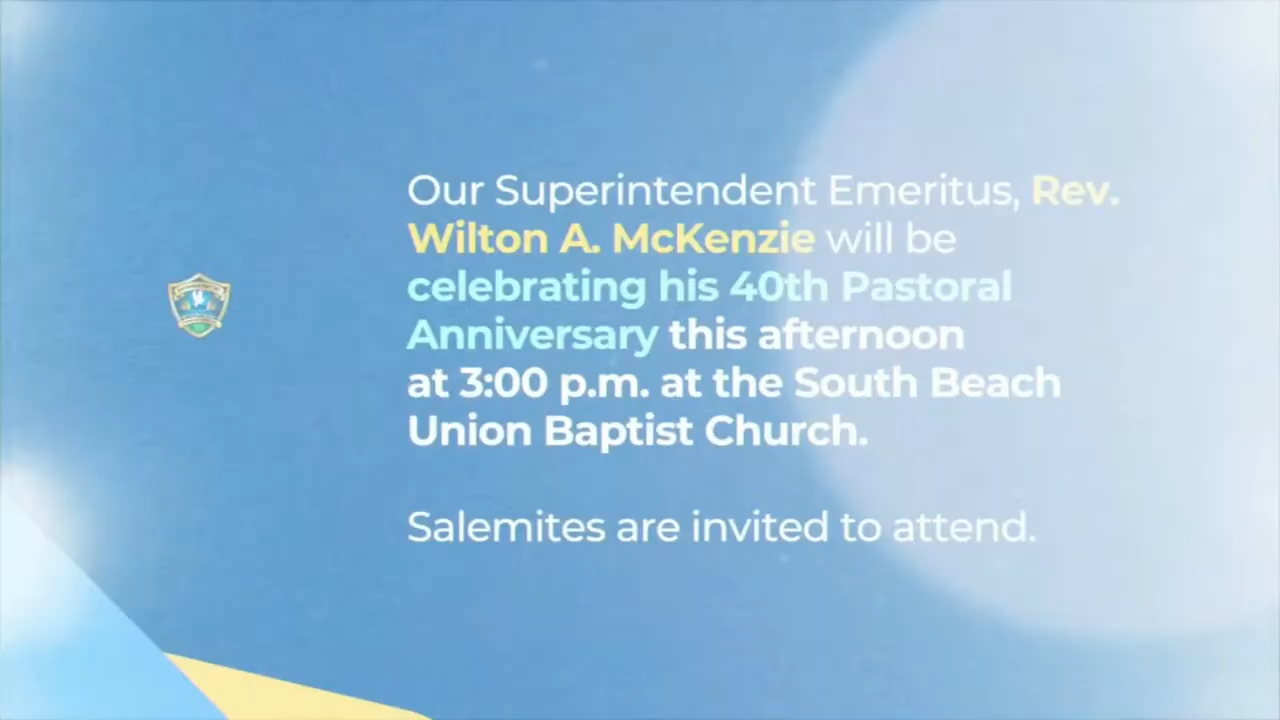 Our Superintendent Emeritus, Rev.
Wilton A. McKenzie will be
celebrating his 40th Pastoral
Anniversary this afternoon
at 3:00 p.m. at the South Beach
Union Baptist Church.
Salemites are invited to attend.